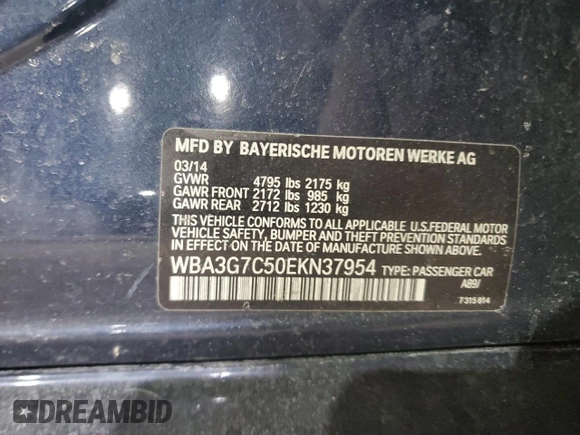 MFD BY BAYERISCHE MOTOREN WERKE AG
03/14
GVWR 4795 lbs 2175 kg
GAWR FRONT 2172 lbs 985 kg
GAWR REAR 2712 lbs 1230 kg
THIS VEHICLE CONFORMS TO ALL APPLICABLE U.S.FEDERAL MOTOR
VEHICLE SAFETY, BUMPER, AND THEFT PREVENTION STANDARDS
IN EFFECT ON THE DATE OF MANUFACTURE SHOWN ABOVE.
WBA3G7C50EKN37954 TYPE: PASSENGER CAR
A89/
7315014
DREAMBID